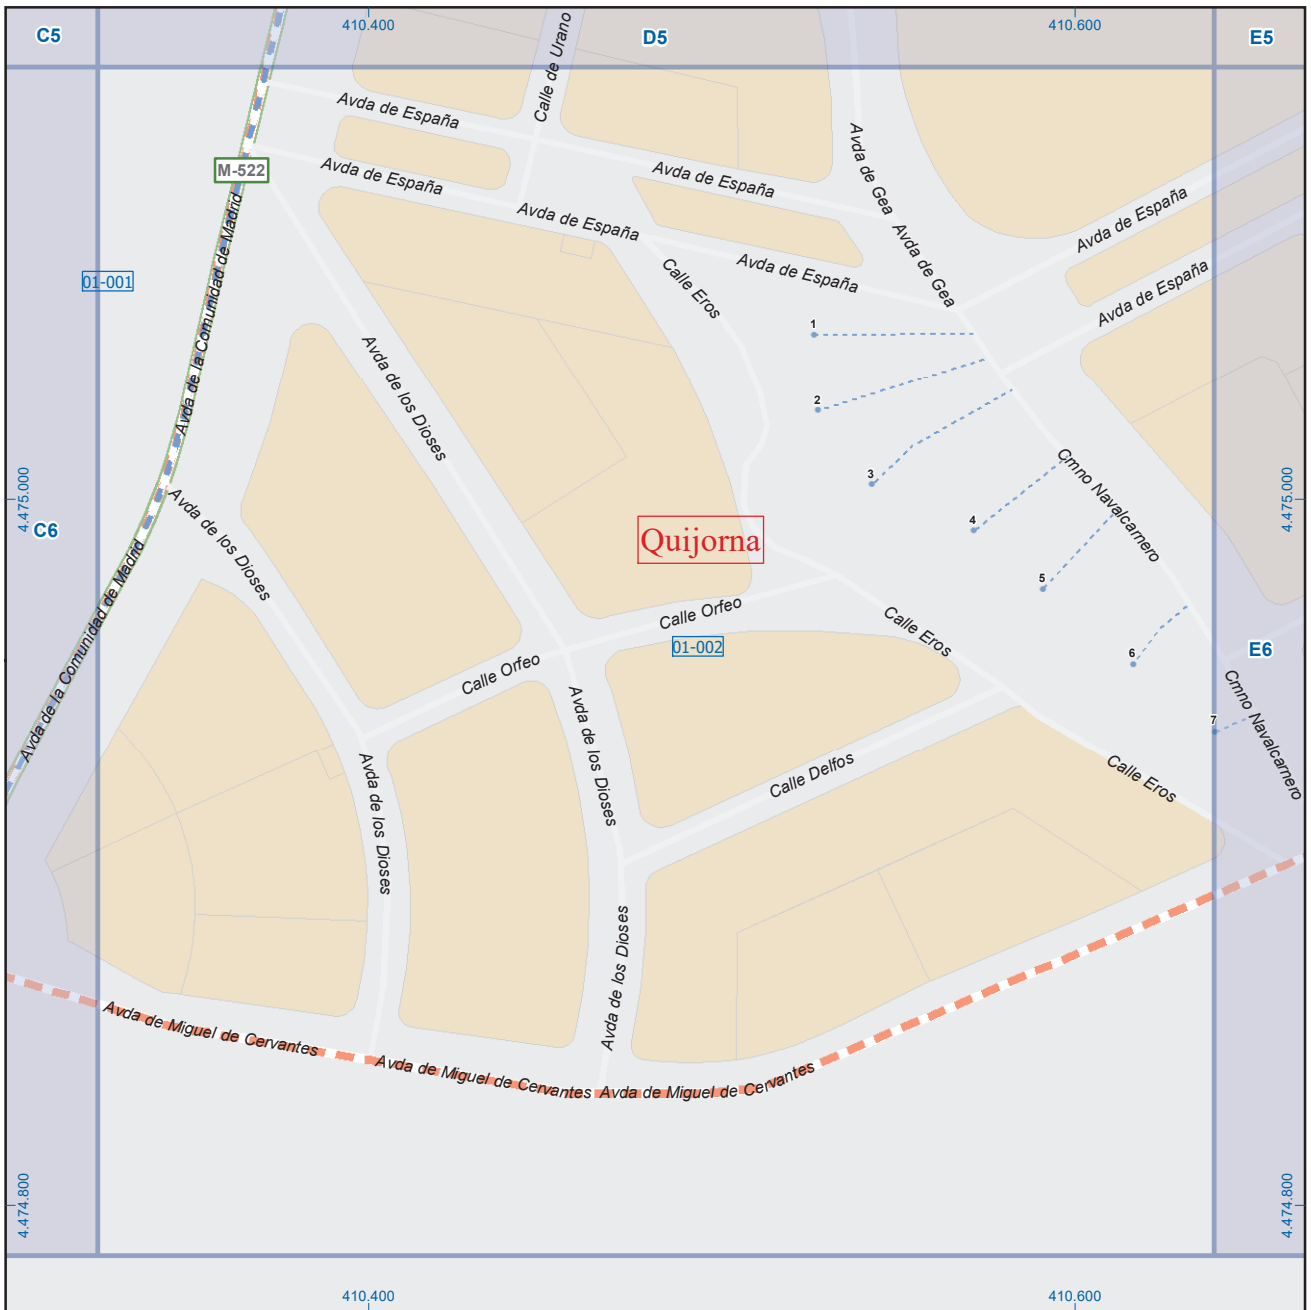 410.400
410.600
C5
D5
E5
Calle de Urano
Avda de España
Avda de España
Avda de Gea
M-522
Avda de España
Avda de España
Avda de España
Avda de España
Avda de Gea
Avda de España
Calle Eros
01-001
Avda de la Comunidad de Madrid
1
2
3
4
5
6
7
Avda de los Dioses
Cmno Navalcarnero
4.475.000
4.475.000
C6
Avda de los Dioses
Quijorna
Avda de la Comunidad de Madrid
Calle Orfeo
Calle Eros
01-002
E6
Calle Orfeo
Cmno Navalcarnero
Avda de los Dioses
Avda de los Dioses
Calle Delfos
Calle Eros
Avda de los Dioses
Avda de Miguel de Cervantes
Avda de Miguel de Cervantes
Avda de Miguel de Cervantes
4.474.800
4.474.800
410.400
410.600